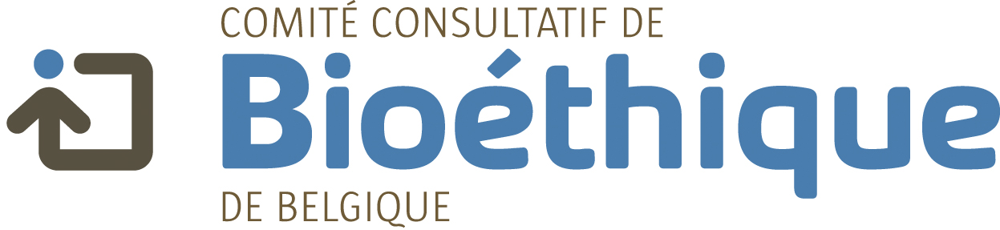 COMITÉ CONSULTATIF DE
Bioéthique
DE BELGIQUE